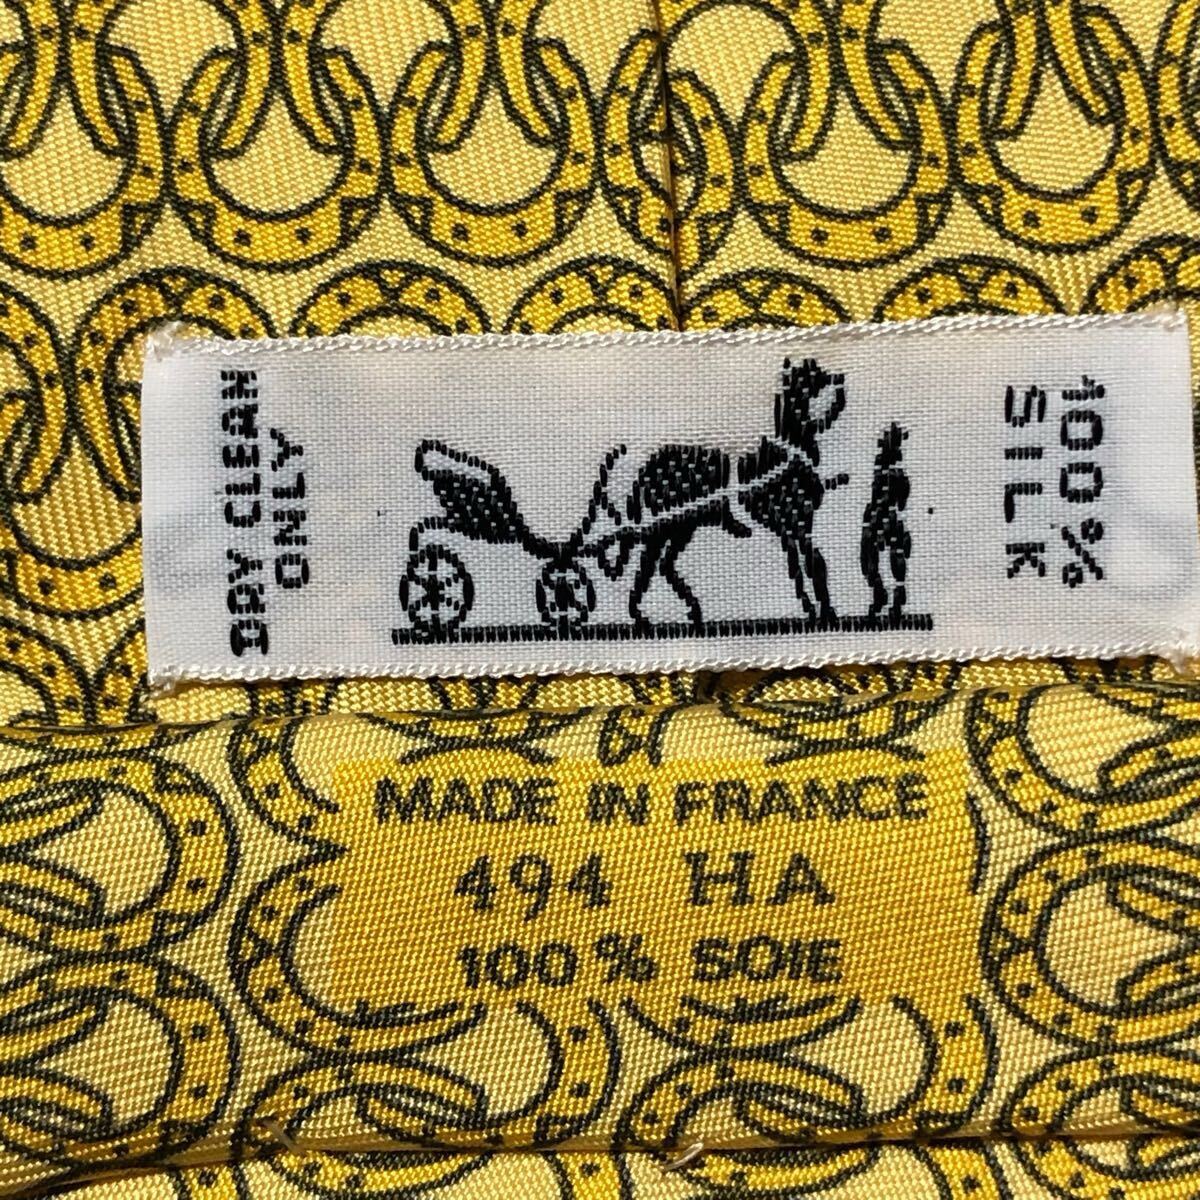 DRY CLEAN
ONLY
100%
SILK
MADE IN FRANCE
494 HA
100% SOIE